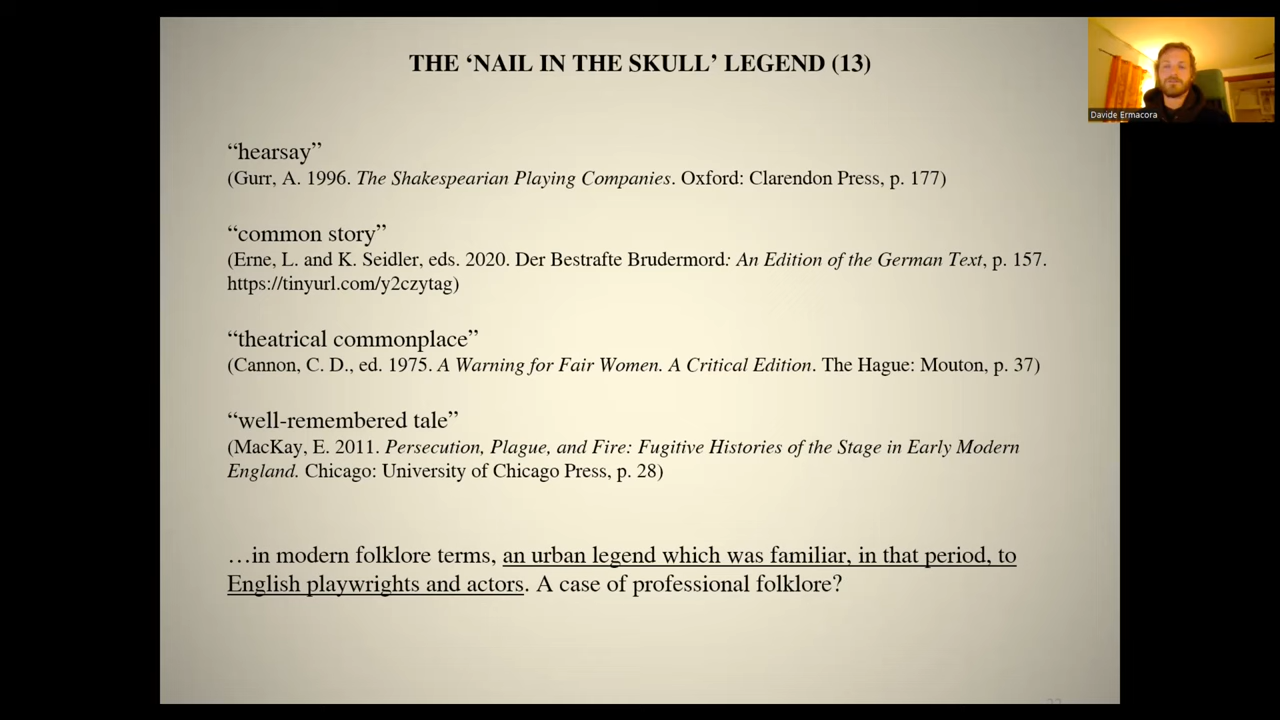 THE ‘NAIL IN THE SKULL’ LEGEND (13)
Davide Ermacora
“hearsay”
(Gurr, A. 1996. The Shakespearian Playing Companies. Oxford: Clarendon Press, p. 177)
“common story”
(Erne, L. and K. Seidler, eds. 2020. Der Bestrafte Brudermord: An Edition of the German Text, p. 157.
https://tinyurl.com/y2czytag)
“theatrical commonplace”
(Cannon, C. D., ed. 1975. A Warning for Fair Women. A Critical Edition. The Hague: Mouton, p. 37)
“well-remembered tale”
(MacKay, E. 2011. Persecution, Plague, and Fire: Fugitive Histories of the Stage in Early Modern
England. Chicago: University of Chicago Press, p. 28)
…in modern folklore terms, an urban legend which was familiar, in that period, to
English playwrights and actors. A case of professional folklore?